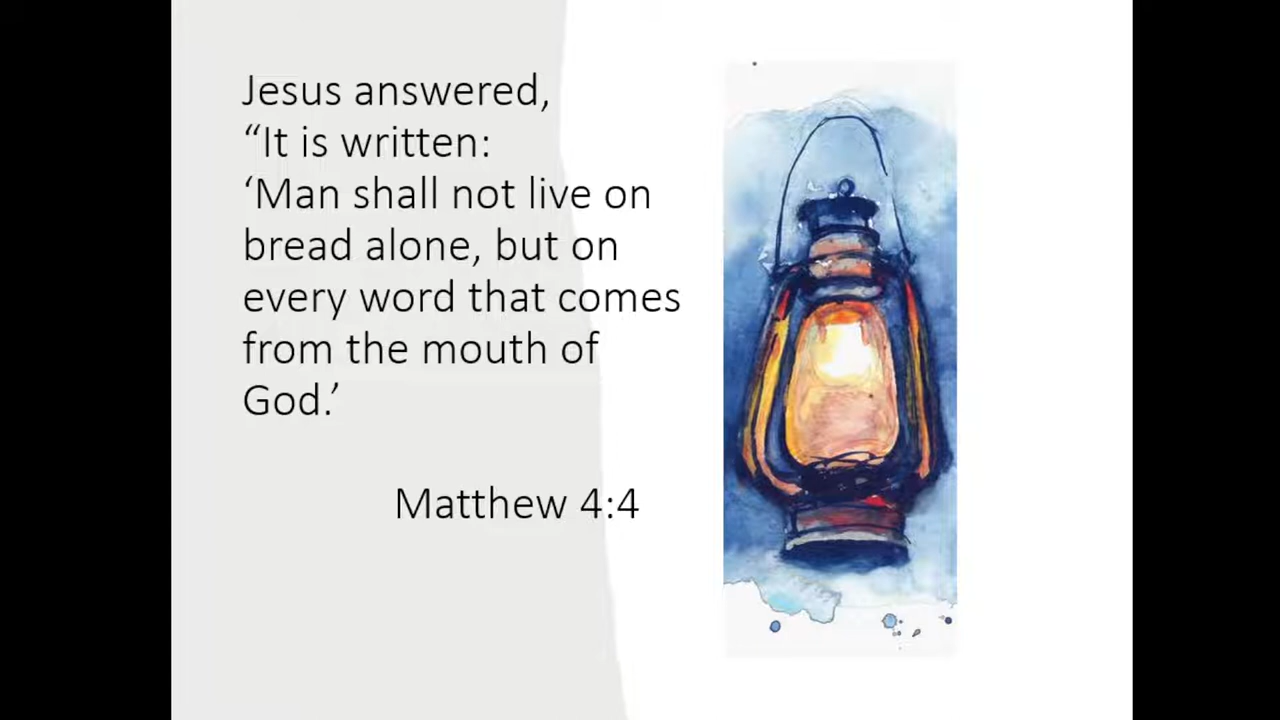 Jesus answered,
“It is written:
‘Man shall not live on
bread alone, but on
every word that comes
from the mouth of
God.’
Matthew 4:4